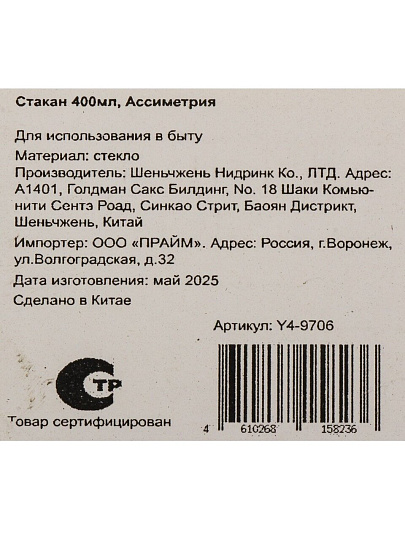 Стакан 400мл, Ассиметрия
Для использования в быту
Материал: стекло
Производитель: Шеньчжень Нидринк Ко., ЛТД. Адрес:
А1401, Голдман Сакс Билдинг, No. 18 Шаки Комью-
нити Сентэ Роад, Синкао Стрит, Баоян Дистрикт,
Шеньчжень, Китай
Импортер: ООО «ПРАЙМ». Адрес: Россия, г.Воронеж,
ул.Волгоградская, д.32
Дата изготовления: май 2025
Сделано в Китае
Артикул: Y4-9706
СТР
Товар сертифицирован
4 610268 158236